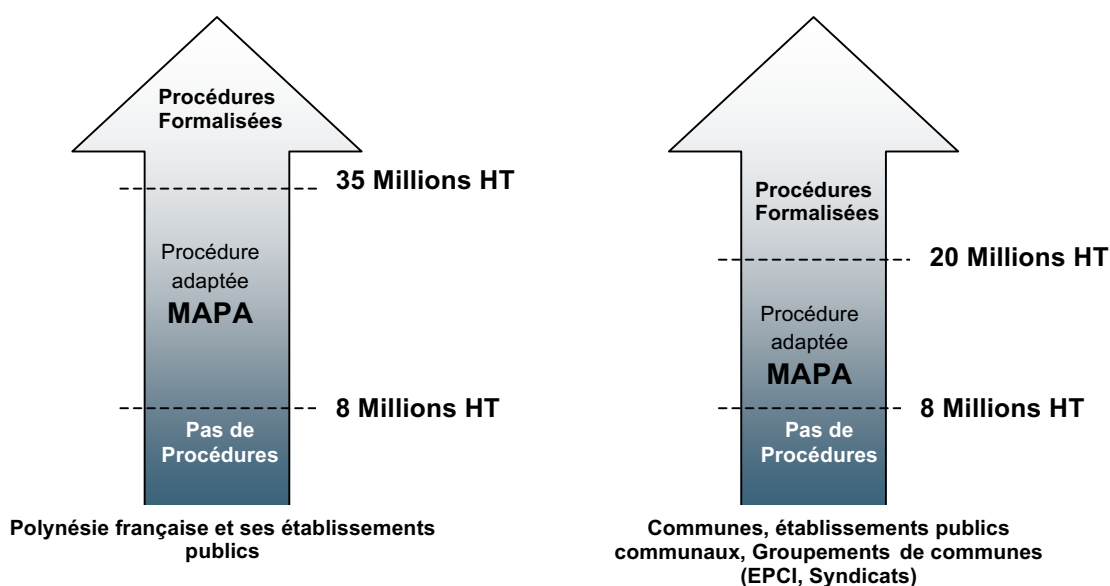 Procédures
Formalisées
35 Millions HT
Procédure
adaptée
MAPA
8 Millions HT
Pas de
Procédures
Polynésie française et ses établissements
publics
Procédures
Formalisées
20 Millions HT
Procédure
adaptée
MAPA
8 Millions HT
Pas de
Procédures
Communes, établissements publics
communaux, Groupements de communes
(EPCI, Syndicats)